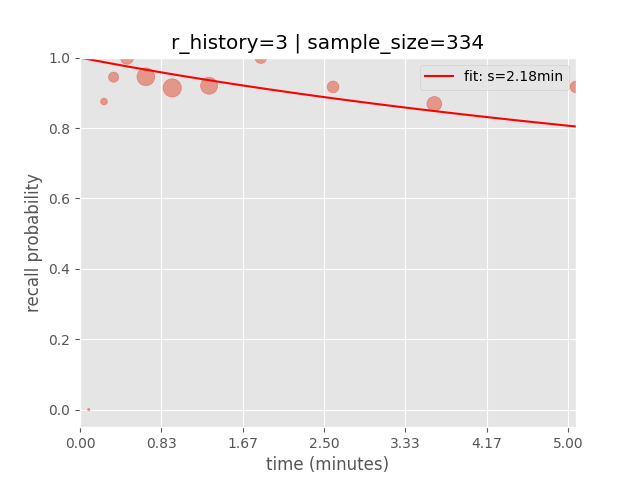 r_history=3 | sample_size=334
fit: s=2.18min
recall probability
1.0
0.8
0.6
0.4
0.2
0.0
0.00 0.83 1.67 2.50 3.33 4.17 5.00
time (minutes)